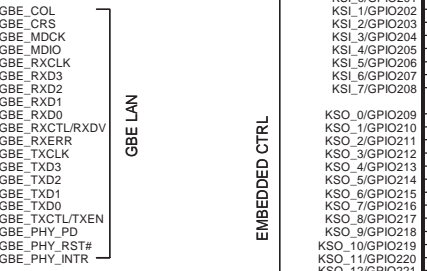 GBE_COL
GBE_CRS
GBE_MDCK
GBE_MDIO
GBE_RXCLK
GBE_RXD3
GBE_RXD2
GBE_RXD1
GBE_RXD0
GBE_RXCTL/RXDV
GBE_RXERR
GBE_TXCLK
GBE_TXD3
GBE_TXD2
GBE_TXD1
GBE_TXD0
GBE_TXCTL/TXEN
GBE_PHY_PD
GBE_PHY_RST#
GBE_PHY_INTR
GBE LAN
EMBEDDED CTRL
KSI_1/GPIO202
KSI_2/GPIO203
KSI_3/GPIO204
KSI_4/GPIO205
KSI_5/GPIO206
KSI_6/GPIO207
KSI_7/GPIO208
KSO_0/GPIO209
KSO_1/GPIO210
KSO_2/GPIO211
KSO_3/GPIO212
KSO_4/GPIO213
KSO_5/GPIO214
KSO_6/GPIO215
KSO_7/GPIO216
KSO_8/GPIO217
KSO_9/GPIO218
KSO_10/GPIO219
KSO_11/GPIO220
KSO_12/GPIO221